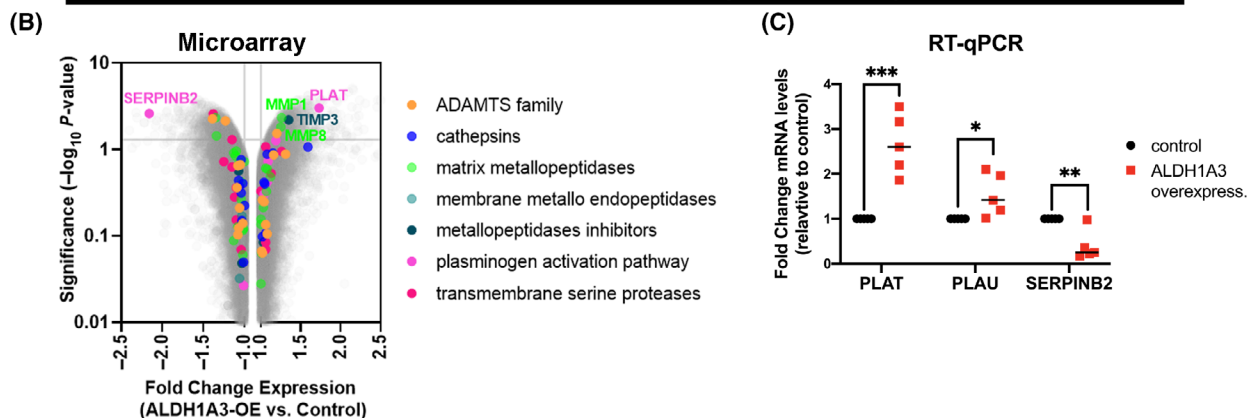 (B)
Microarray
10
1
0.1
0.01
Significance (–log10 P-value)
SERPINB2
PLAT
MMP1
TIMP3
MMP8
-2.5
-2.0
-1.5
-1.0
1.0
1.5
2.0
2.5
Fold Change Expression
(ALDH1A3-OE vs. Control)
ADAMTS family
cathepsins
matrix metallopeptidases
membrane metallo endopeptidases
metallopeptidases inhibitors
plasminogen activation pathway
transmembrane serine proteases
(C)
RT-qPCR
Fold Change mRNA levels
(relavtive to control)
4
3
2
1
0
***
*
**
PLAT
PLAU
SERPINB2
control
ALDH1A3
overexpress.